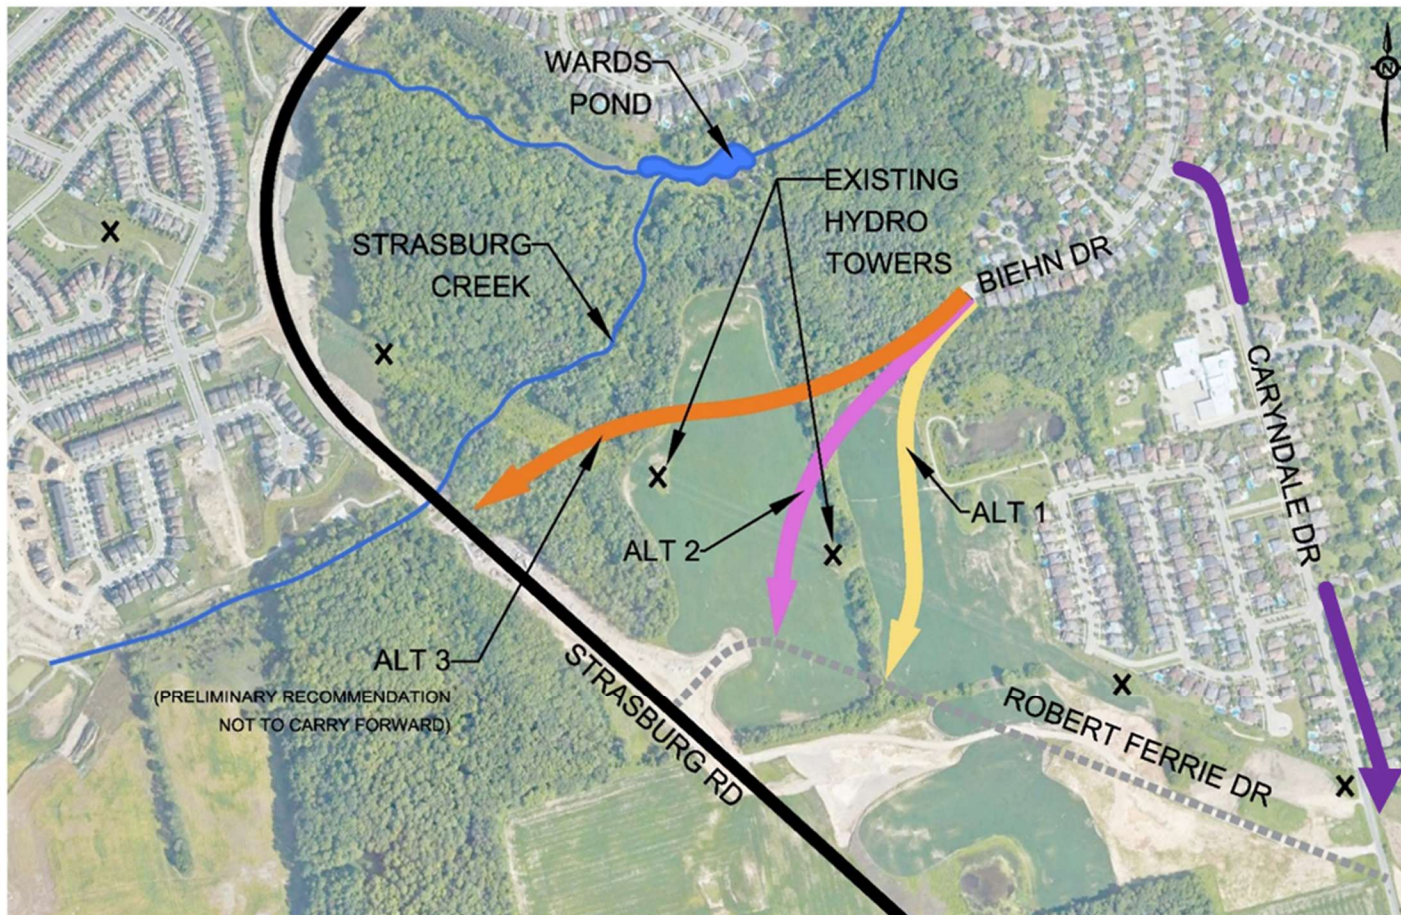 WARDS
POND
N
EXISTING
HYDRO
TOWERS
STRASBURG
CREEK
BIEHN DR
CARYNDALE DR
ALT 1
ALT 2
ALT 3
(PRELIMINARY RECOMMENDATION
NOT TO CARRY FORWARD)
STRASBURG RD
ROBERT FERRIE DR
X
X
X
X
X
X